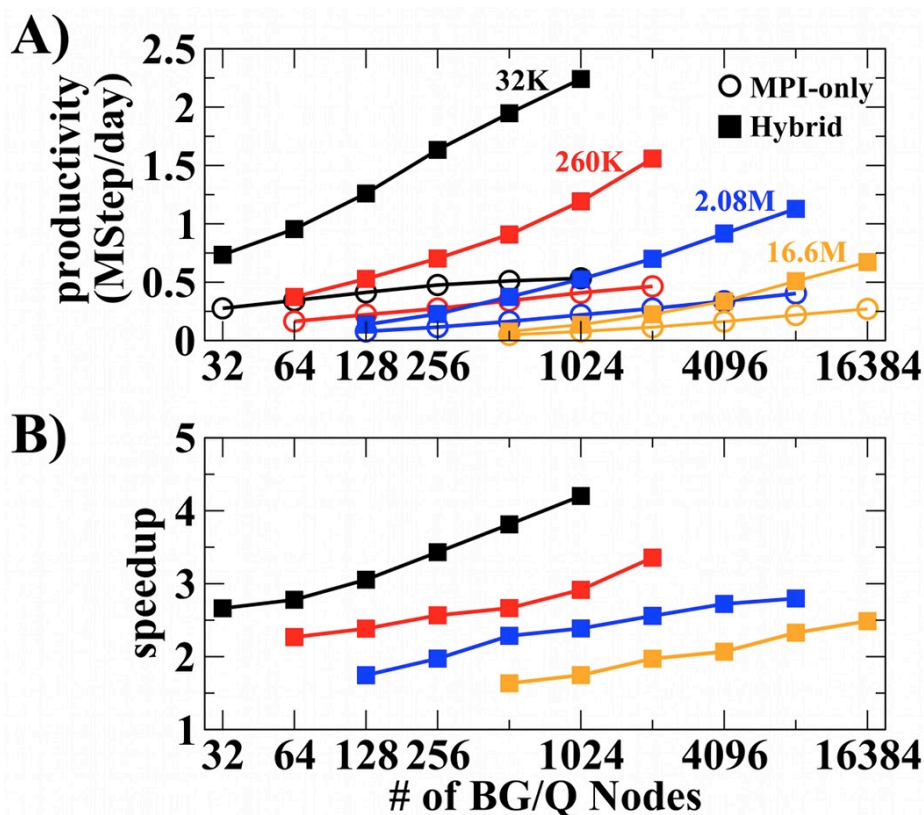 A)
productivity
(MStep/day)
2.5
2
1.5
1
0.5
0
32K
260K
2.08M
16.6M
MPI-only
Hybrid
32 64 128 256 1024 4096 16384
B)
speedup
5
4
3
2
1
32 64 128 256 1024 4096 16384
# of BG/Q Nodes